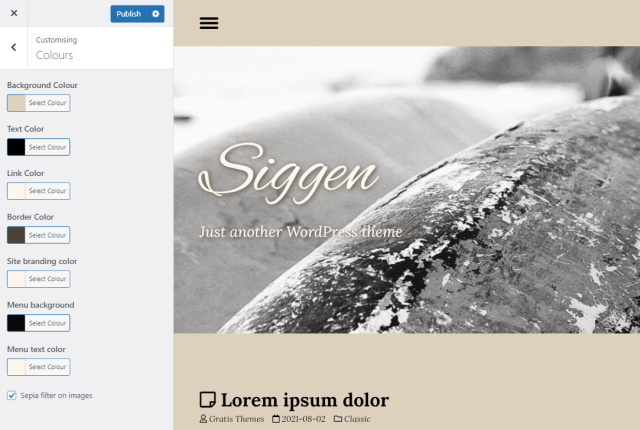 Publish
Customising
Colours
Background Colour
Select Colour
Text Color
Select Colour
Link Color
Select Colour
Border Color
Select Colour
Site branding color
Select Colour
Menu background
Select Colour
Menu text color
Select Colour
Sepia filter on images
Siggen
Just another WordPress theme
Lorem ipsum dolor
Gratis Themes 2021-08-02 Classic